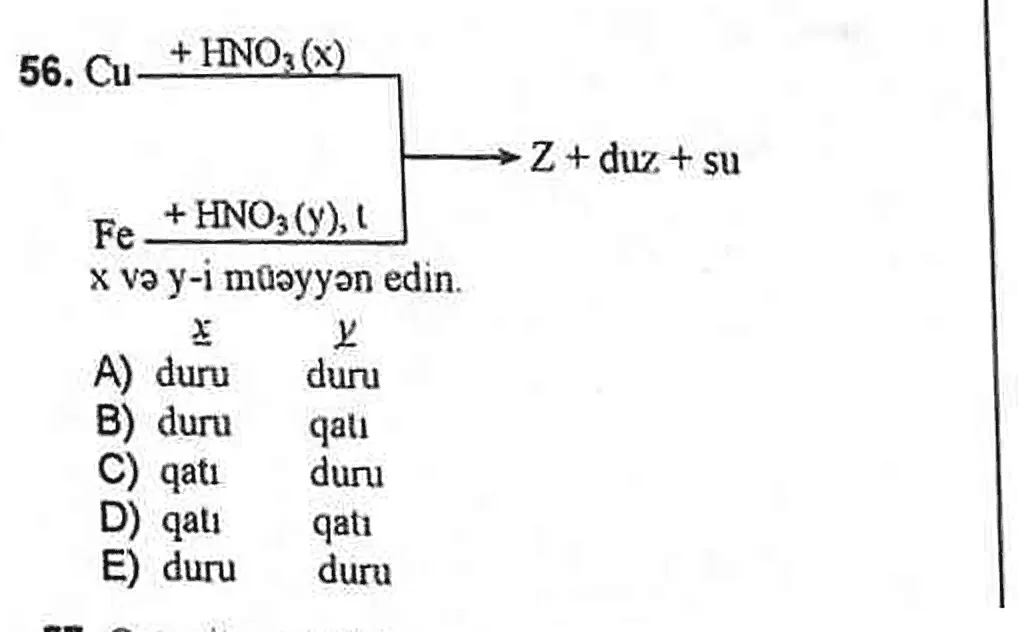 56. Cu + HNO₃(x)
→ Z + duz + su
Fe + HNO₃(y), t
x və y-i müəyyən edin.
x y
A) duru duru
B) duru qatı
C) qatı duru
D) qatı qatı
E) duru duru